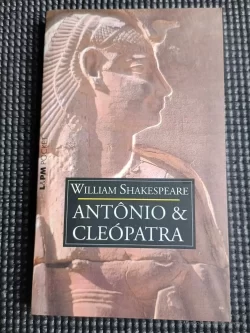 L&PM POCKET
WILLIAM SHAKESPEARE
ANTÔNIO &
CLEÓPATRA